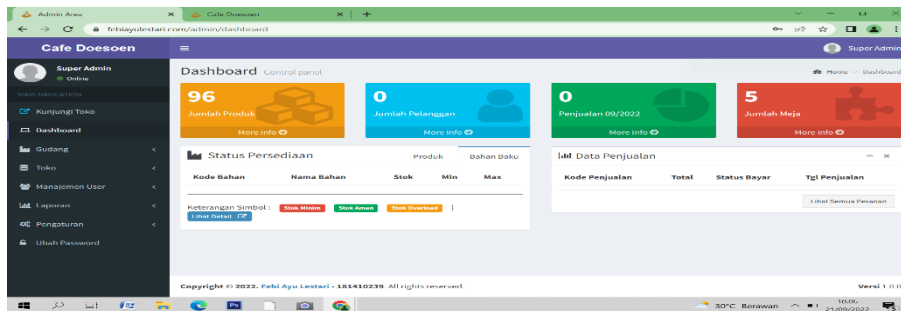 Admin Area
Cafe Doesoen
febiayulestari.com/admin/dashboard
Cafe Doesoen
Super Admin
Super Admin
Online
Dashboard Control panel
Home > Dashboard
MAIN NAVIGATION
Kunjungi Toko
Dashboard
Gudang
Toko
Manajemen User
Laporan
Pengaturan
Ubah Password
96
Jumlah Produk
More info
0
Jumlah Pelanggan
More info
0
Penjualan 09/2022
More info
5
Jumlah Meja
More info
Status Persediaan
Produk Bahan Baku
Kode Bahan Nama Bahan Stok Min Max
Keterangan Simbol : Stok Minim Stok Aman Stok Overload |
Lihat Detail
Data Penjualan
Kode Penjualan Total Status Bayar Tgl Penjualan
Lihat Semua Pesanan
Copyright © 2022. Febi Ayu Lestari - 181410239. All rights reserved
Versi 1.0.0
30°C Berawan
10:06
21/09/2022